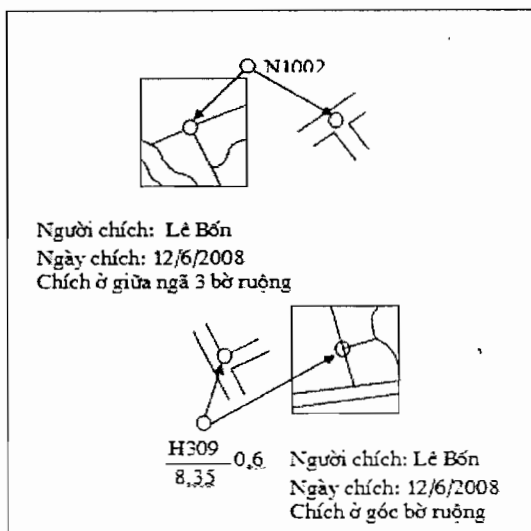 N1002
Người chích: Lê Bốn
Ngày chích: 12/6/2008
Chích ở giữa ngã 3 bờ ruộng
H309
8,35
0,6
Người chích: Lê Bốn
Ngày chích: 12/6/2008
Chích ở góc bờ ruộng